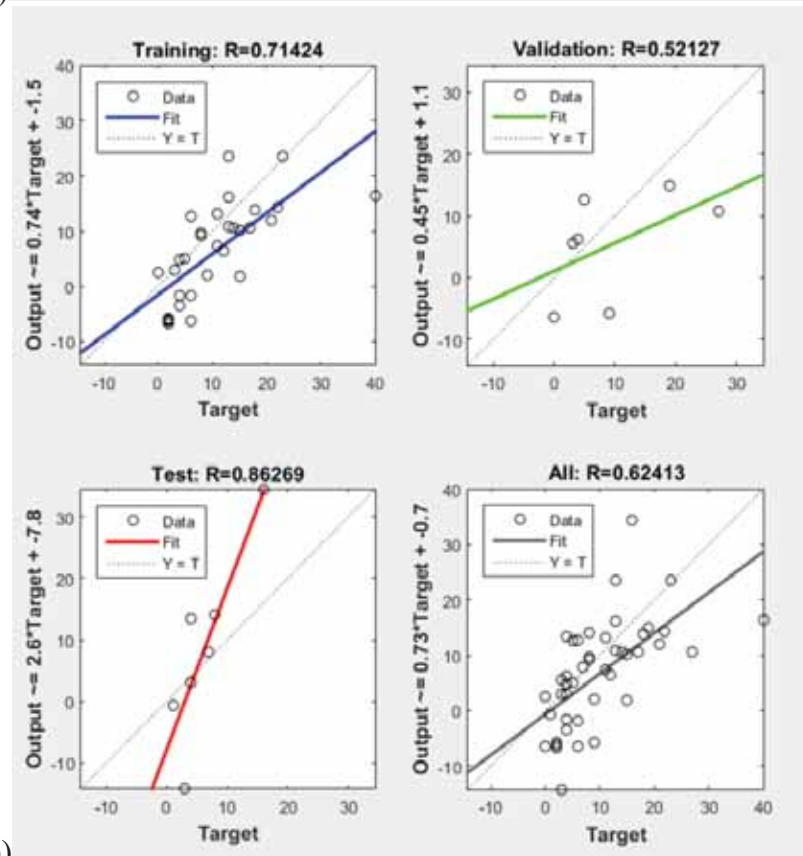 Training: R=0.71424
Output ~= 0.74*Target + -1.5
40
30
20
10
0
-10
Data
Fit
Y = T
-10 0 10 20 30 40
Target
Validation: R=0.52127
Output ~= 0.45*Target + 1.1
30
20
10
0
-10
Data
Fit
Y = T
-10 0 10 20 30
Target
Test: R=0.86269
Output ~= 2.6*Target + -7.8
30
20
10
0
-10
Data
Fit
Y = T
-10 0 10 20 30
Target
All: R=0.62413
Output ~= 0.73*Target + -0.7
40
30
20
10
0
-10
Data
Fit
Y = T
-10 0 10 20 30 40
Target